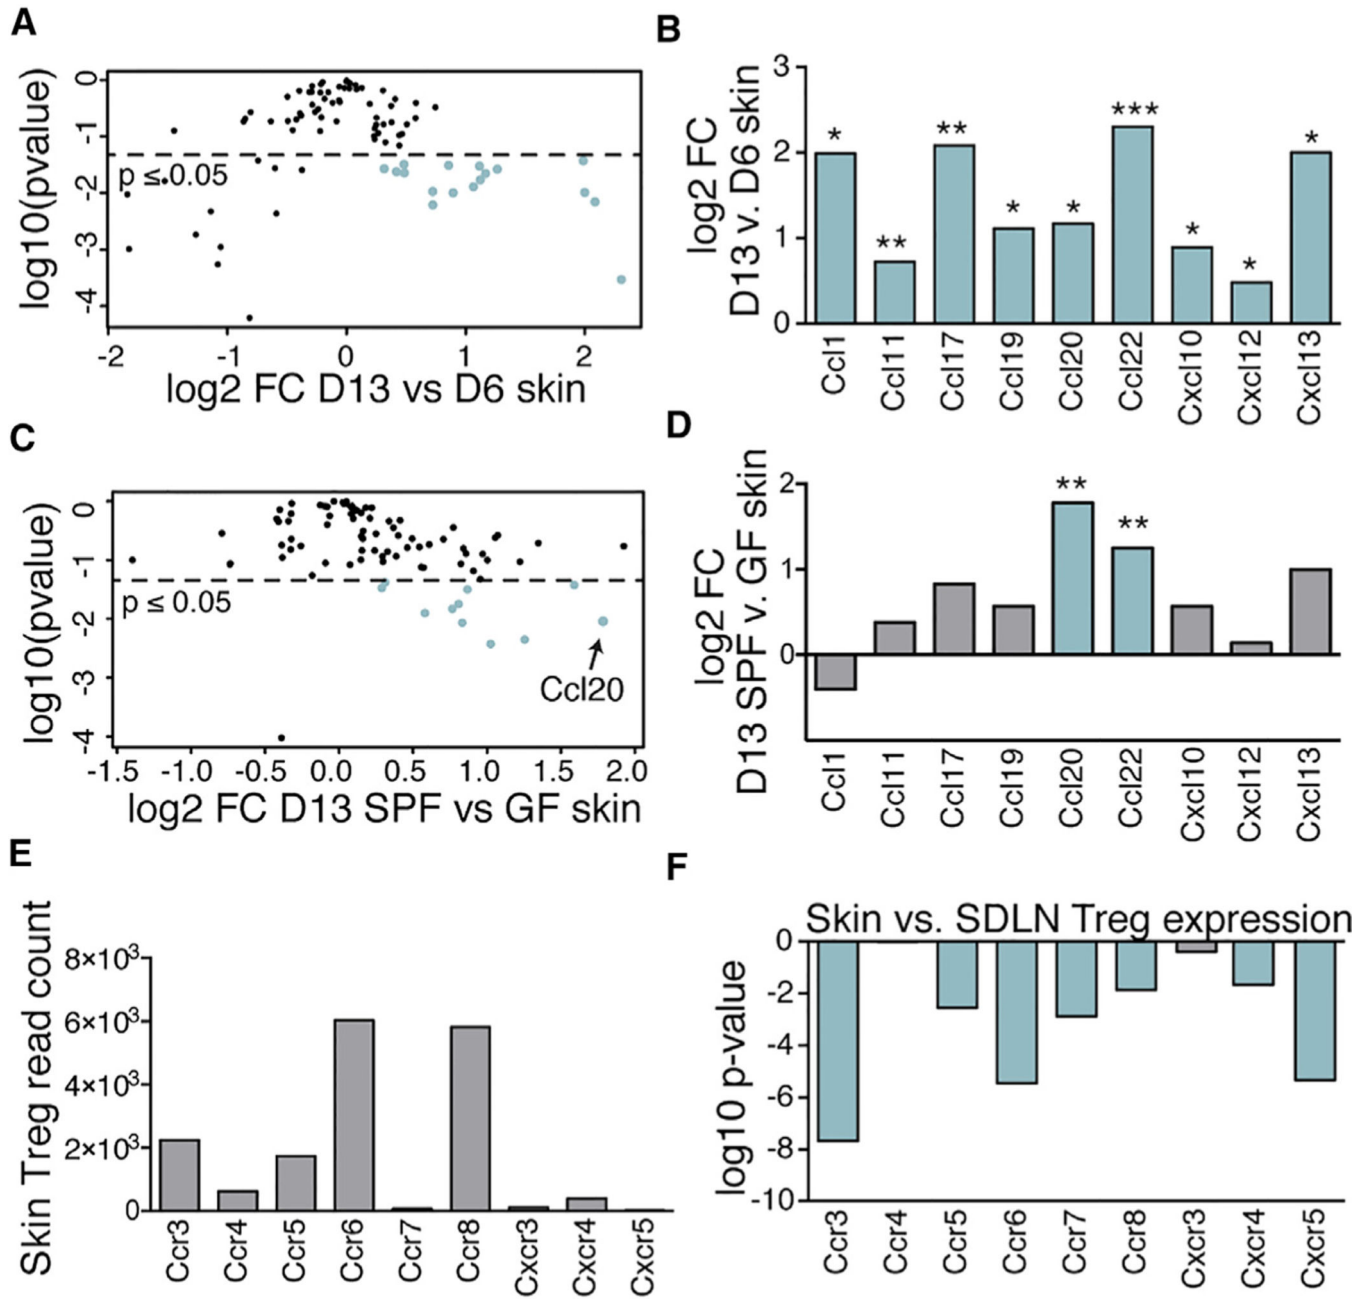 A
log10(pvalue)
0
-1
-2
-3
-4
p ≤ 0.05
-2
-1
0
1
2
log2 FC D13 vs D6 skin
B
log2 FC
D13 v. D6 skin
3
2
1
0
*
**
**
*
*
***
*
*
*
Ccl1
Ccl11
Ccl17
Ccl19
Ccl20
Ccl22
Cxcl10
Cxcl12
Cxcl13
C
log10(pvalue)
0
-1
-2
-3
-4
p ≤ 0.05
Ccl20
-1.5
-1.0
-0.5
0.0
0.5
1.0
1.5
2.0
log2 FC D13 SPF vs GF skin
D
log2 FC
D13 SPF v. GF skin
2
1
0
**
**
Ccl1
Ccl11
Ccl17
Ccl19
Ccl20
Ccl22
Cxcl10
Cxcl12
Cxcl13
E
Skin Treg read count
8×10³
6×10³
4×10³
2×10³
0
Ccr3
Ccr4
Ccr5
Ccr6
Ccr7
Ccr8
Cxcr3
Cxcr4
Cxcr5
F
Skin vs. SDLN Treg expression
log10 p-value
0
-2
-4
-6
-8
-10
Ccr3
Ccr4
Ccr5
Ccr6
Ccr7
Ccr8
Cxcr3
Cxcr4
Cxcr5